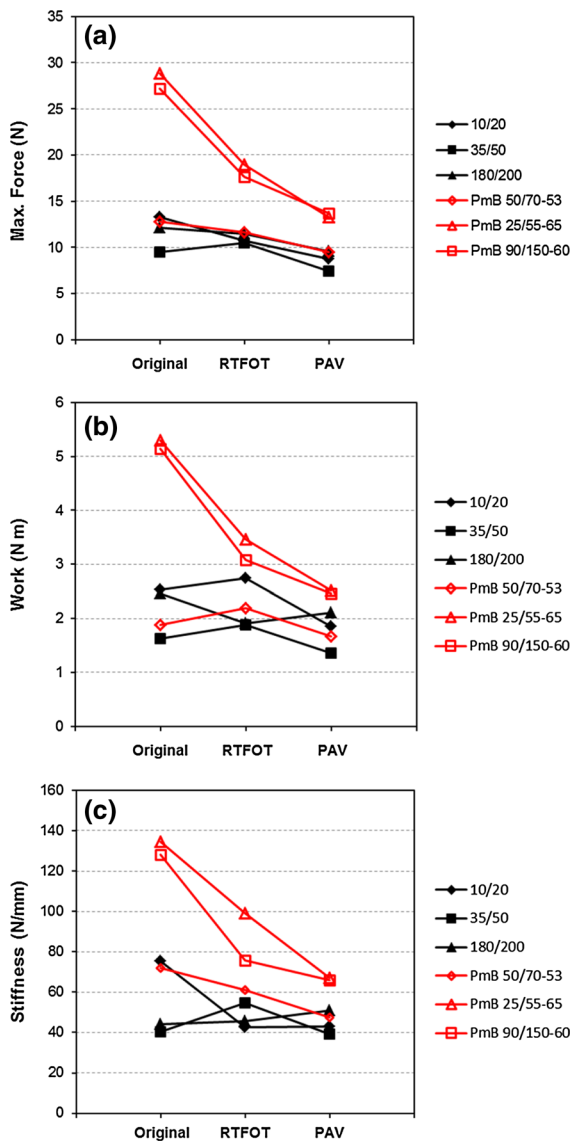 (a)
Max. Force (N)
35
30
25
20
15
10
5
0
Original RTFOT PAV
10/20
35/50
180/200
PmB 50/70-53
PmB 25/55-65
PmB 90/150-60
(b)
Work (N m)
6
5
4
3
2
1
0
Original RTFOT PAV
10/20
35/50
180/200
PmB 50/70-53
PmB 25/55-65
PmB 90/150-60
(c)
Stiffness (N/mm)
160
140
120
100
80
60
40
20
0
Original RTFOT PAV
10/20
35/50
180/200
PmB 50/70-53
PmB 25/55-65
PmB 90/150-60